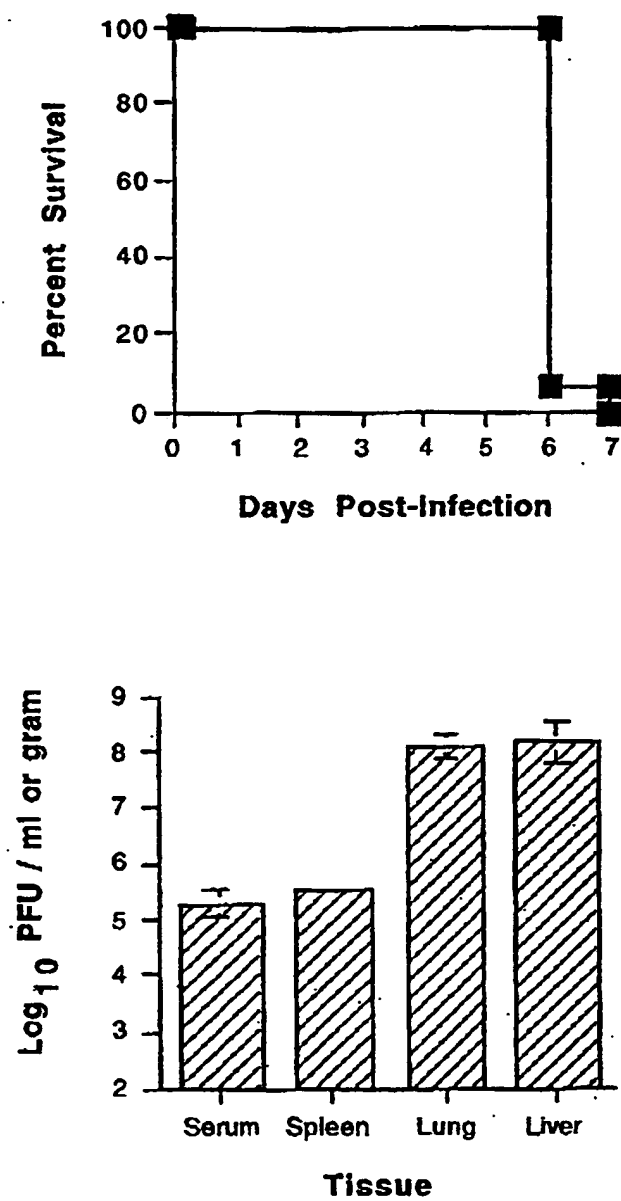 Percent Survival
100
80
60
40
20
0
0 1 2 3 4 5 6 7
Days Post-Infection
Log10 PFU / ml or gram
9
8
7
6
5
4
3
2
Serum Spleen Lung Liver
Tissue